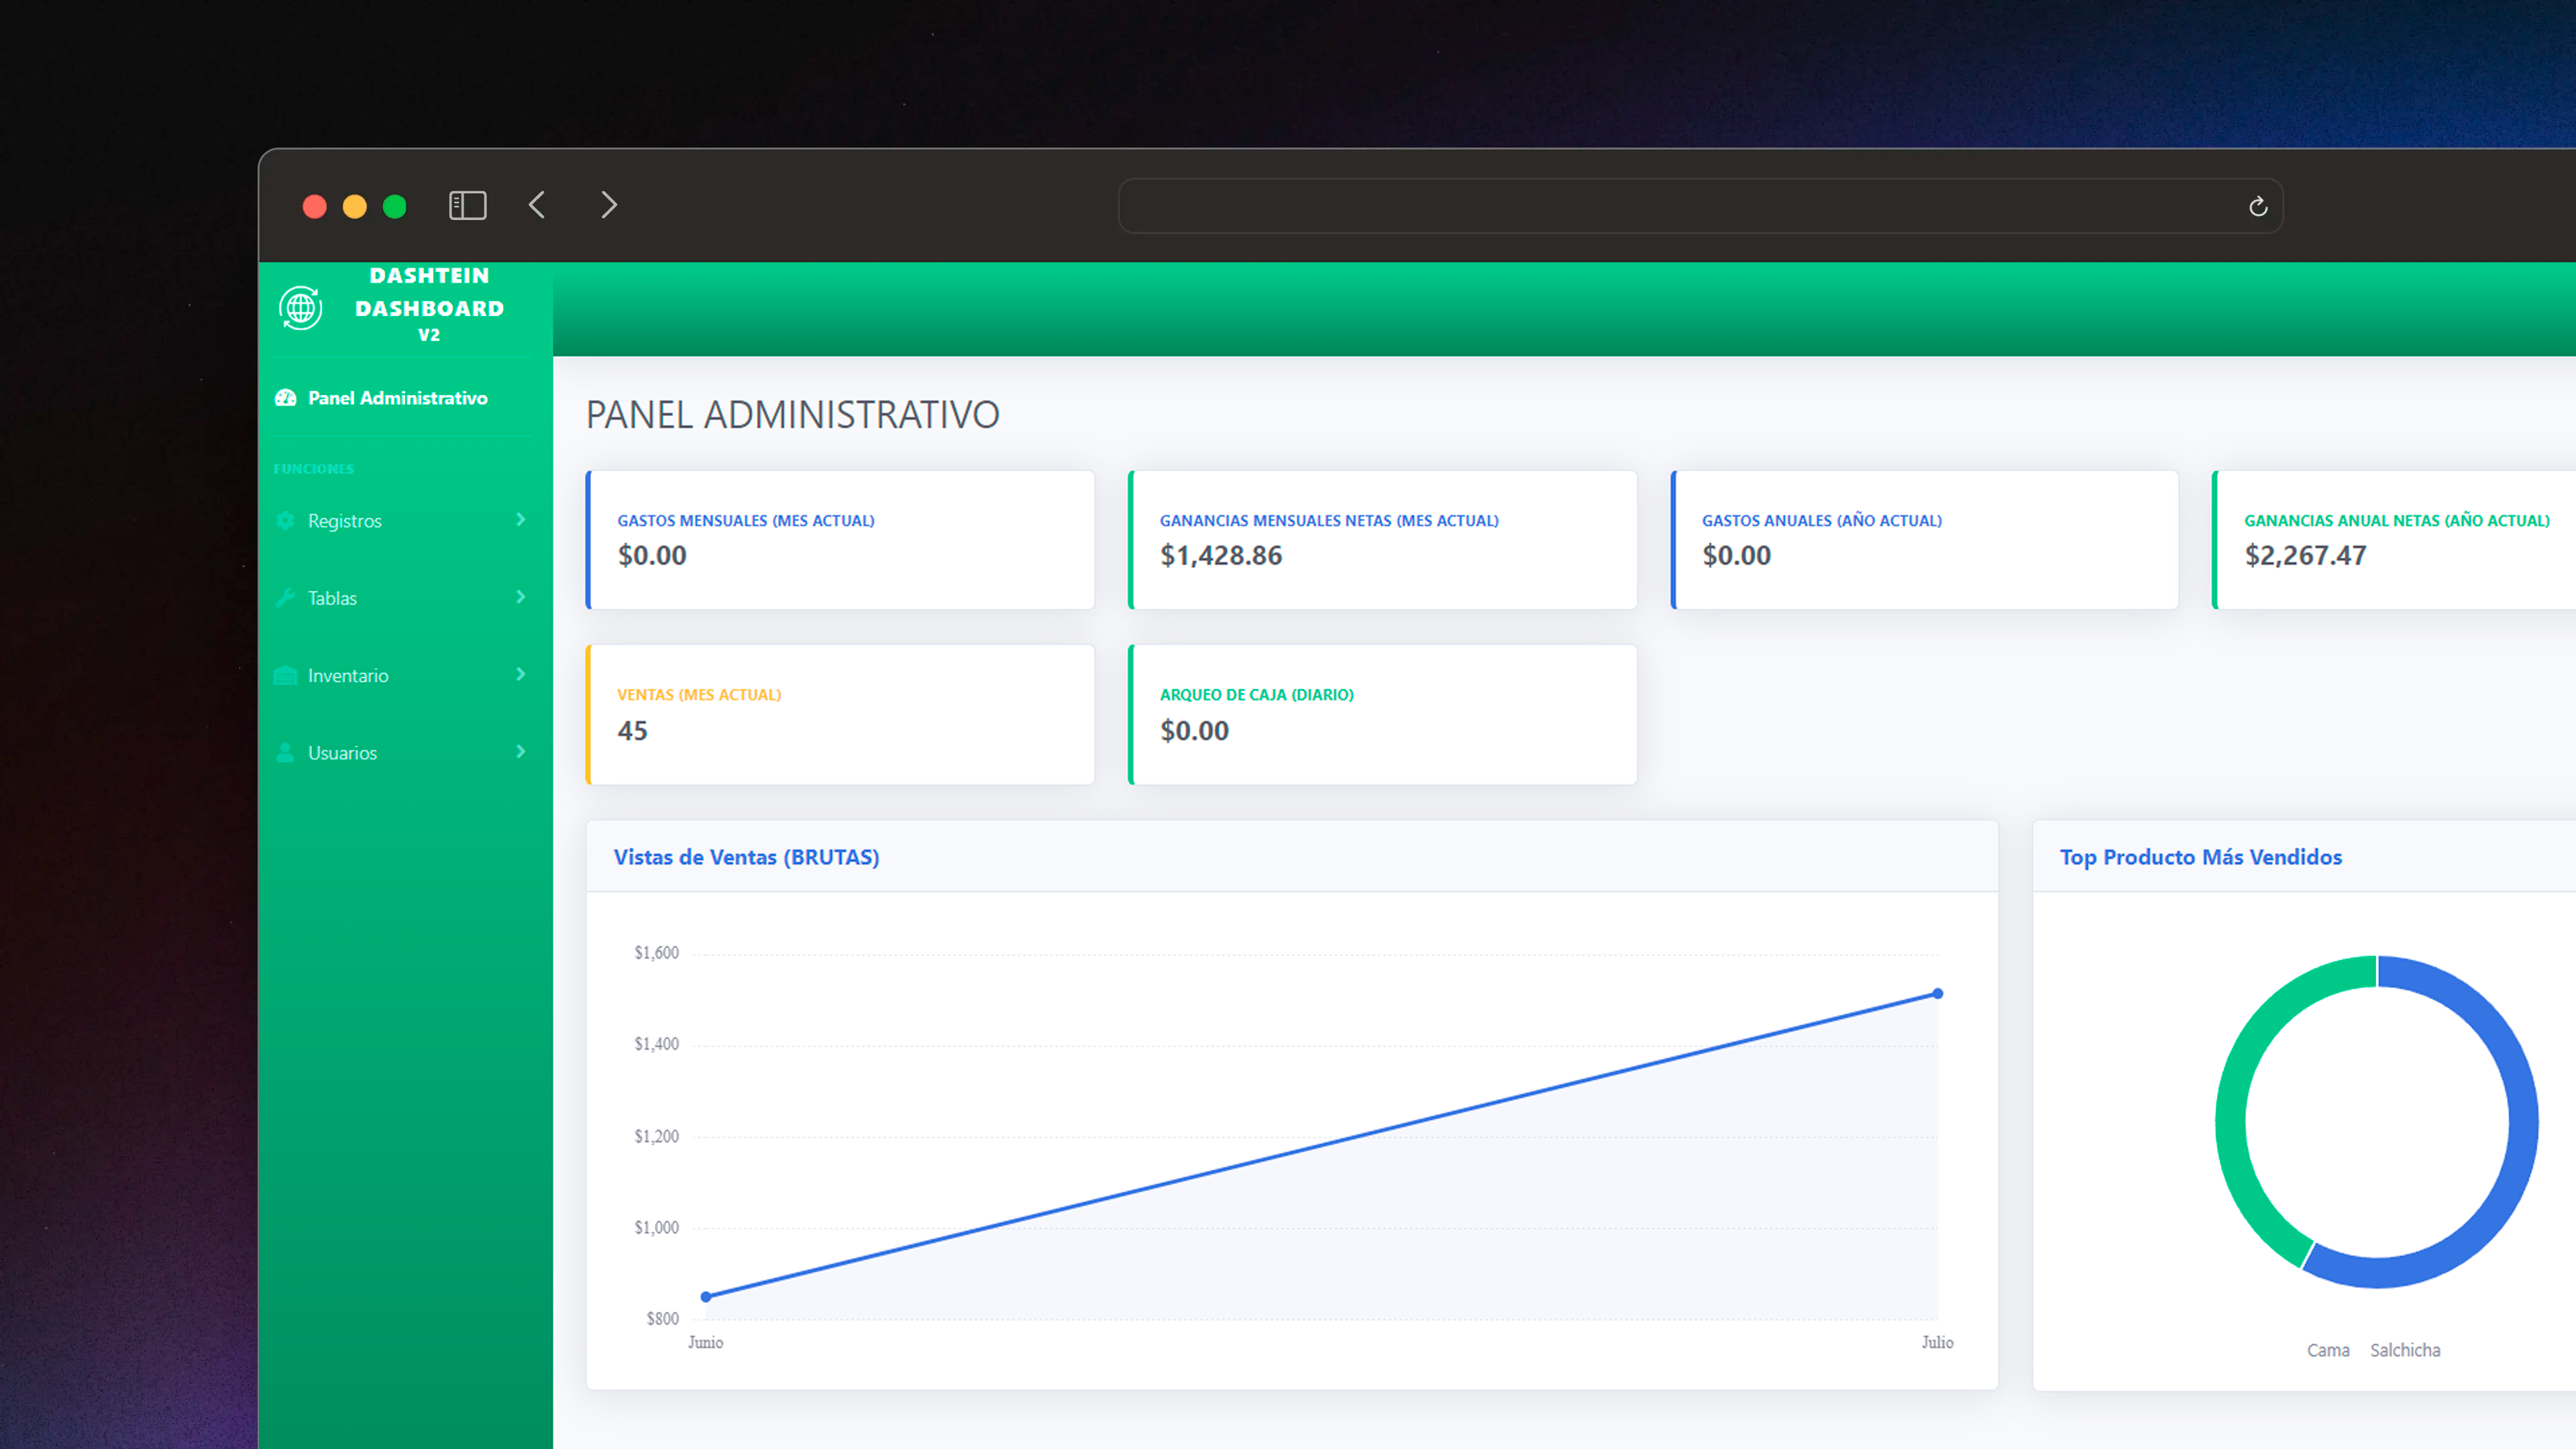 DASHTEIN
DASHBOARD
V2
Panel Administrativo
FUNCIONES
Registros
Tablas
Inventario
Usuarios
PANEL ADMINISTRATIVO
GASTOS MENSUALES (MES ACTUAL)
$0.00
GANANCIAS MENSUALES NETAS (MES ACTUAL)
$1,428.86
GASTOS ANUALES (AÑO ACTUAL)
$0.00
GANANCIAS ANUAL NETAS (AÑO ACTUAL)
$2,267.47
VENTAS (MES ACTUAL)
45
ARQUEO DE CAJA (DIARIO)
$0.00
Vistas de Ventas (BRUTAS)
$1,600
$1,400
$1,200
$1,000
$800
Junio Julio
Top Producto Más Vendidos
Cama Salchicha